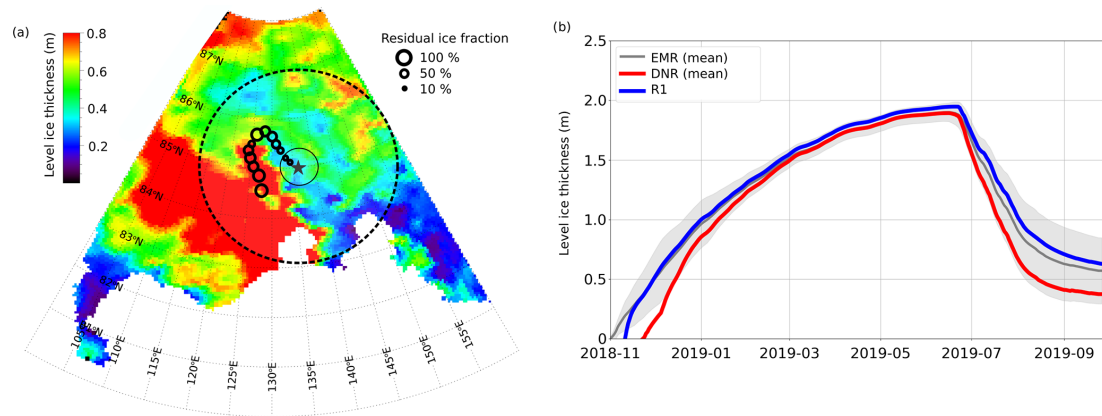 (a)
Level ice thickness (m)
0.8
0.6
0.4
0.2
Residual ice fraction
100 %
50 %
10 %
87°N
86°N
85°N
84°N
83°N
82°N
81°N
105°
110°E
115°E
120°E
125°E
130°E
135°E
140°E
145°E
150°E
155°E
(b)
Level ice thickness (m)
2.5
2.0
1.5
1.0
0.5
0
EMR (mean)
DNR (mean)
R1
2018-11
2019-01
2019-03
2019-05
2019-07
2019-09